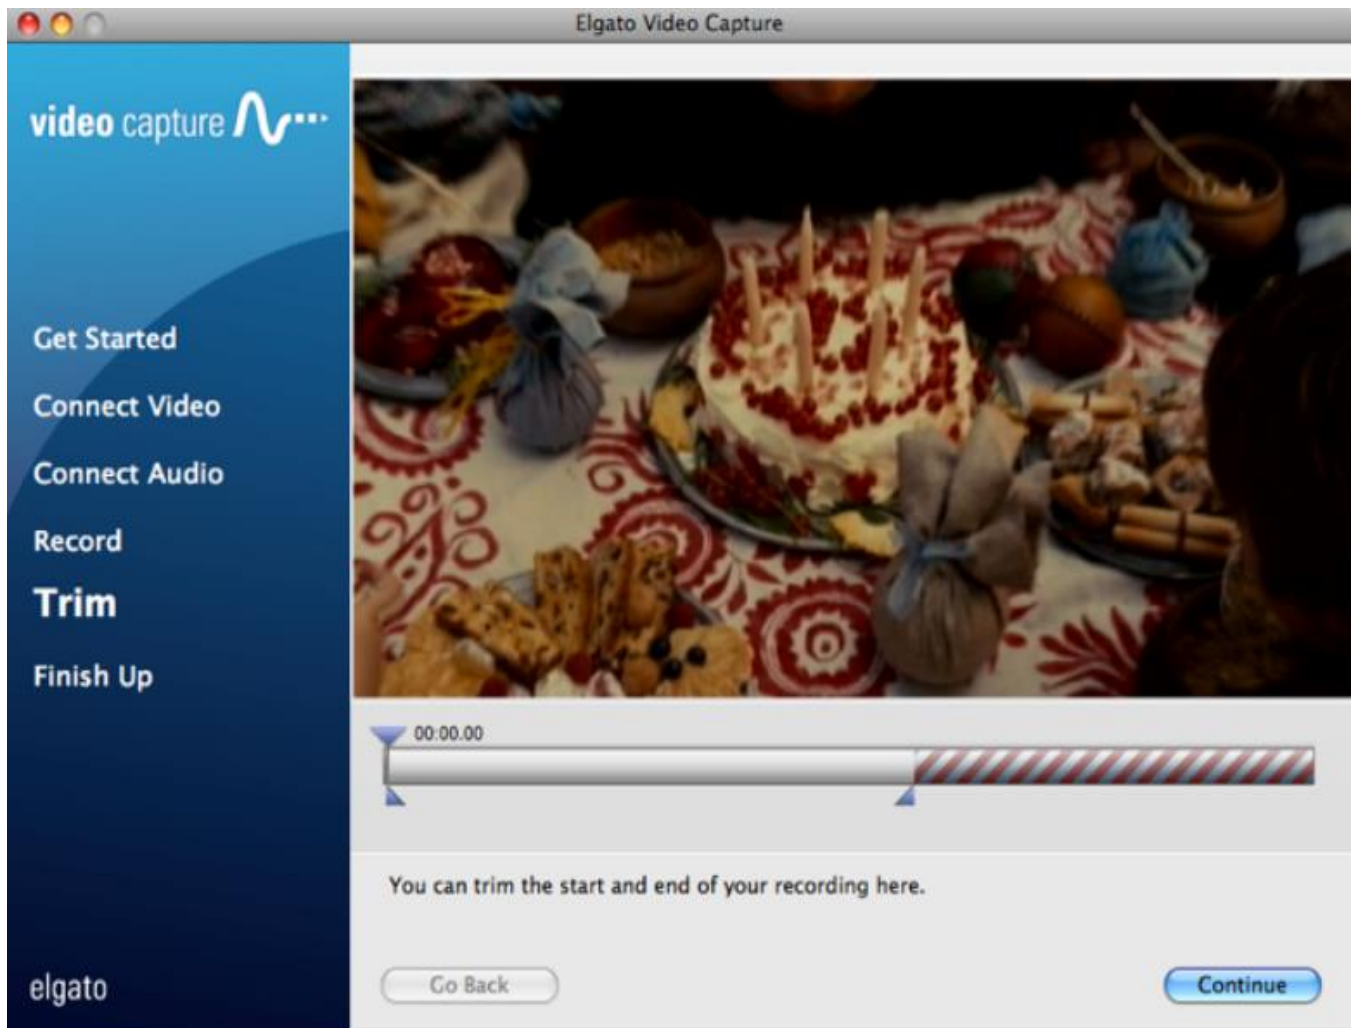 Elgato Video Capture
video capture
Get Started
Connect Video
Connect Audio
Record
Trim
Finish Up
elgato
00:00.00
You can trim the start and end of your recording here.
Go Back
Continue